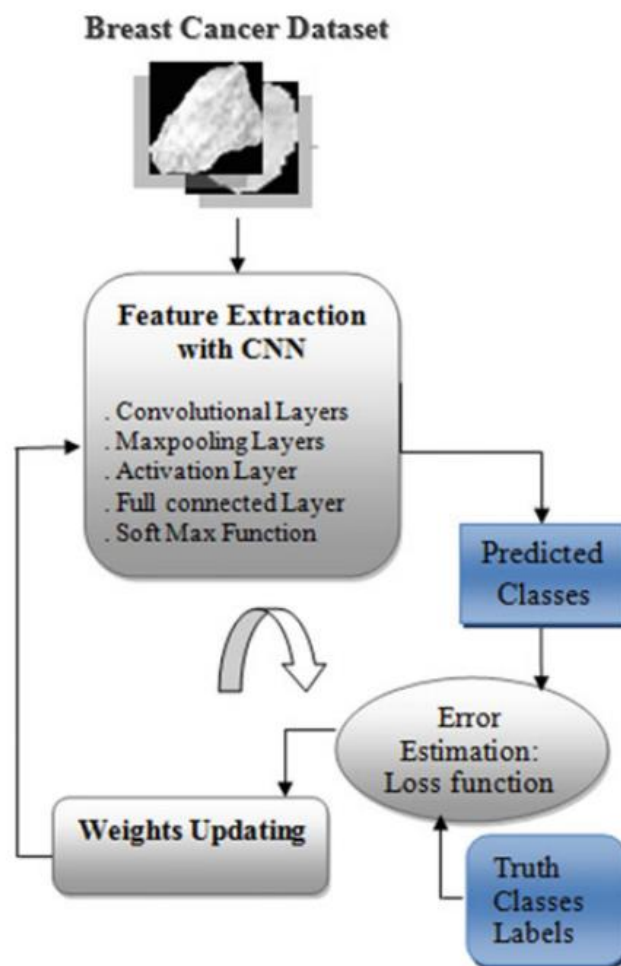 Breast Cancer Dataset
Feature Extraction
with CNN
. Convolutional Layers
. Maxpooling Layers
. Activation Layer
. Full connected Layer
. Soft Max Function
Predicted
Classes
Error
Estimation:
Loss function
Weights Updating
Truth
Classes
Labels